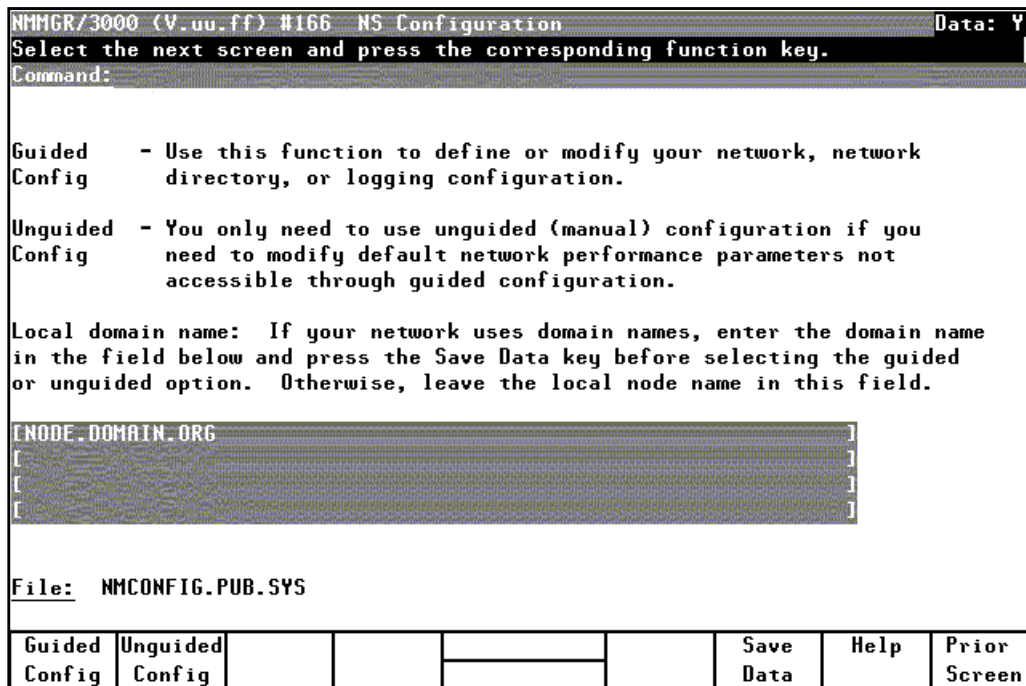 NMMGR/3000 (V.uu.ff) #166  NS Configuration  Data: Y
Select the next screen and press the corresponding function key.
Command:
Guided   - Use this function to define or modify your network, network
Config     directory, or logging configuration.
Unguided - You only need to use unguided (manual) configuration if you
Config     need to modify default network performance parameters not
accessible through guided configuration.
Local domain name:  If your network uses domain names, enter the domain name
in the field below and press the Save Data key before selecting the guided
or unguided option.  Otherwise, leave the local node name in this field.
[NODE.DOMAIN.ORG ]
[ ]
[ ]
[ ]
File:  NMCONFIG.PUB.SYS
Guided Unguided Save Help Prior
Config Config Data Screen